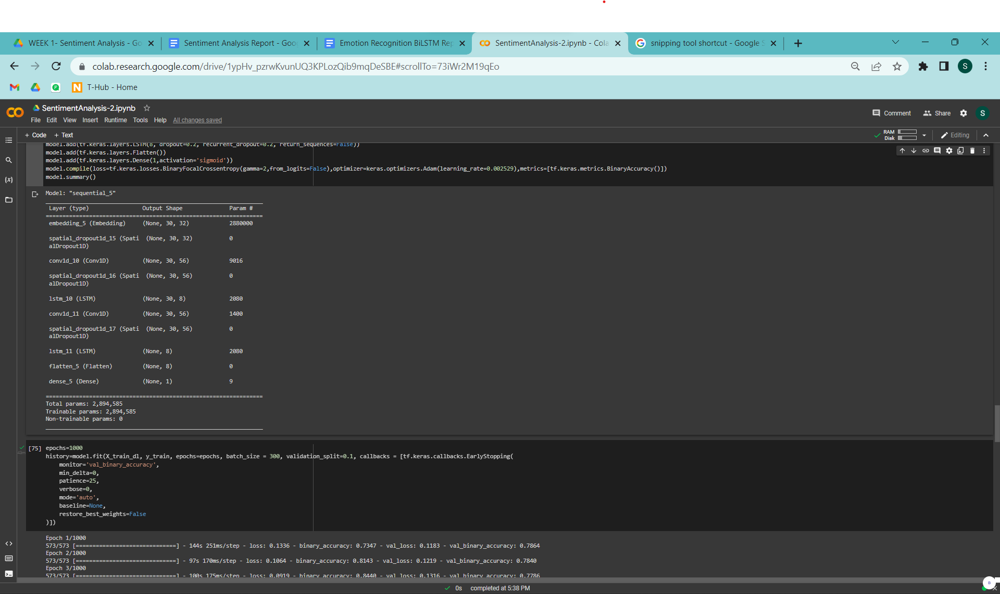 WEEK 1- Sentiment Analysis - Go
Sentiment Analysis Report - Goo
Emotion Recognition BiLSTM Rep
SentimentAnalysis-2.ipynb - Cola
snipping tool shortcut - Google S
colab.research.google.com/drive/1ypHv_pzrwKvunUQ3KPLozQib9mqDeSBE#scrollTo=73iWr2M19qEo
S
N T-Hub - Home
SentimentAnalysis-2.ipynb
File Edit View Insert Runtime Tools Help All changes saved
Comment Share S
+ Code + Text
RAM
Disk
Editing
model.add(tf.keras.layers.LSTM(8, dropout=0.2, recurrent_dropout=0.2, return_sequences=False))
model.add(tf.keras.layers.Flatten())
model.add(tf.keras.layers.Dense(1,activation='sigmoid'))
model.compile(loss=tf.keras.losses.BinaryFocalCrossentropy(gamma=2,from_logits=False),optimizer=keras.optimizers.Adam(learning_rate=0.002529),metrics=[tf.keras.metrics.BinaryAccuracy()])
model.summary()
Model: "sequential_5"
Layer (type) Output Shape Param #
=================================================================
embedding_5 (Embedding) (None, 30, 32) 2880000
spatial_dropout1d_15 (Spati (None, 30, 32) 0
alDropout1D)
conv1d_10 (Conv1D) (None, 30, 56) 9016
spatial_dropout1d_16 (Spati (None, 30, 56) 0
alDropout1D)
lstm_10 (LSTM) (None, 30, 8) 2080
conv1d_11 (Conv1D) (None, 30, 56) 1400
spatial_dropout1d_17 (Spati (None, 30, 56) 0
alDropout1D)
lstm_11 (LSTM) (None, 8) 2080
flatten_5 (Flatten) (None, 8) 0
dense_5 (Dense) (None, 1) 9
=================================================================
Total params: 2,894,585
Trainable params: 2,894,585
Non-trainable params: 0
[75] epochs=1000
history=model.fit(X_train_dl, y_train, epochs=epochs, batch_size = 300, validation_split=0.1, callbacks = [tf.keras.callbacks.EarlyStopping(
monitor='val_binary_accuracy',
min_delta=0,
patience=25,
verbose=0,
mode='auto',
baseline=None,
restore_best_weights=False
)])
Epoch 1/1000
573/573 [==============================] - 144s 251ms/step - loss: 0.1336 - binary_accuracy: 0.7347 - val_loss: 0.1183 - val_binary_accuracy: 0.7864
Epoch 2/1000
573/573 [==============================] - 97s 170ms/step - loss: 0.1064 - binary_accuracy: 0.8143 - val_loss: 0.1219 - val_binary_accuracy: 0.7840
Epoch 3/1000
573/573 [==============================] - 100s 175ms/step - loss: 0.0919 - binary_accuracy: 0.8440 - val_loss: 0.1316 - val_binary_accuracy: 0.7786
0s completed at 5:38 PM